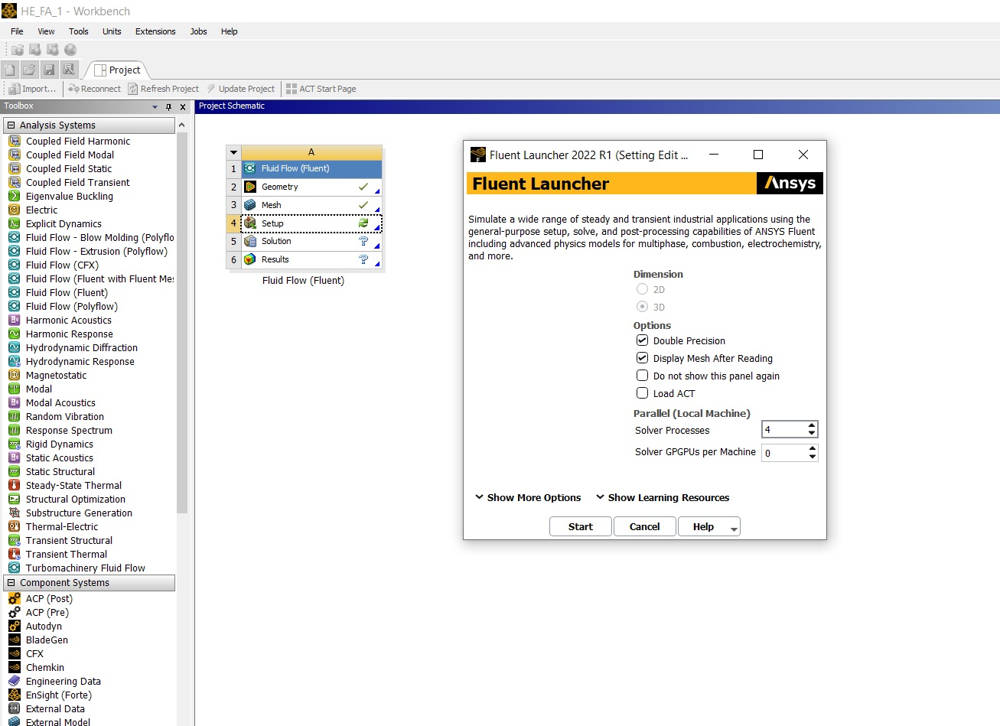 HE_FA_1 - Workbench
File View Tools Units Extensions Jobs Help
Project
Import... Reconnect Refresh Project Update Project ACT Start Page
Toolbox
Analysis Systems
Coupled Field Harmonic
Coupled Field Modal
Coupled Field Static
Coupled Field Transient
Eigenvalue Buckling
Electric
Explicit Dynamics
Fluid Flow - Blow Molding (Polyflo
Fluid Flow - Extrusion (Polyflow)
Fluid Flow (CFX)
Fluid Flow (Fluent with Fluent Me
Fluid Flow (Fluent)
Fluid Flow (Polyflow)
Harmonic Acoustics
Harmonic Response
Hydrodynamic Diffraction
Hydrodynamic Response
Magnetostatic
Modal
Modal Acoustics
Random Vibration
Response Spectrum
Rigid Dynamics
Static Acoustics
Static Structural
Steady-State Thermal
Structural Optimization
Substructure Generation
Thermal-Electric
Transient Structural
Transient Thermal
Turbomachinery Fluid Flow
Component Systems
ACP (Post)
ACP (Pre)
Autodyn
BladeGen
CFX
Chemkin
Engineering Data
EnSight (Forte)
External Data
External Model
Project Schematic
A
1 Fluid Flow (Fluent)
2 Geometry
3 Mesh
4 Setup
5 Solution
6 Results
Fluid Flow (Fluent)
Fluent Launcher 2022 R1 (Setting Edit ...
Fluent Launcher
Ansys
Simulate a wide range of steady and transient industrial applications using the
general-purpose setup, solve, and post-processing capabilities of ANSYS Fluent
including advanced physics models for multiphase, combustion, electrochemistry,
and more.
Dimension
2D
3D
Options
Double Precision
Display Mesh After Reading
Do not show this panel again
Load ACT
Parallel (Local Machine)
Solver Processes 4
Solver GPGPUs per Machine 0
Show More Options Show Learning Resources
Start Cancel Help